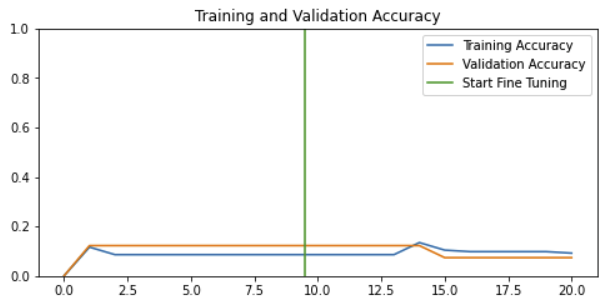 Training and Validation Accuracy
1.0
0.8
0.6
0.4
0.2
0.0
Training Accuracy
Validation Accuracy
Start Fine Tuning
0.0 2.5 5.0 7.5 10.0 12.5 15.0 17.5 20.0